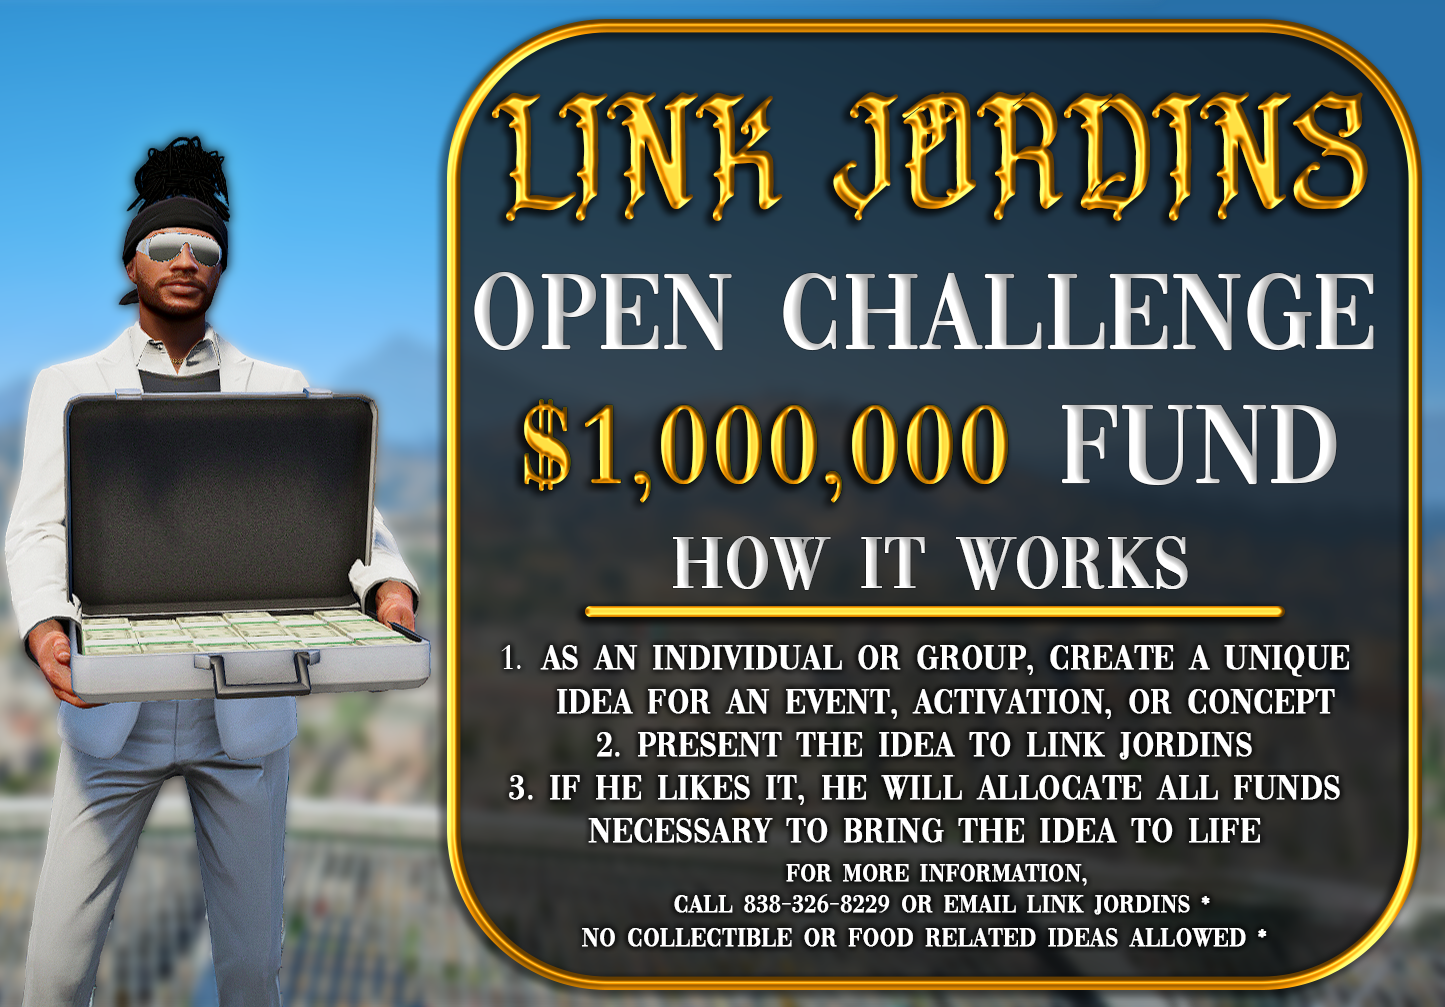 LINK JORDINS
OPEN CHALLENGE
$1,000,000 FUND
HOW IT WORKS
1. AS AN INDIVIDUAL OR GROUP, CREATE A UNIQUE
IDEA FOR AN EVENT, ACTIVATION, OR CONCEPT
2. PRESENT THE IDEA TO LINK JORDINS
3. IF HE LIKES IT, HE WILL ALLOCATE ALL FUNDS
NECESSARY TO BRING THE IDEA TO LIFE
FOR MORE INFORMATION,
CALL 838-326-8229 OR EMAIL LINK JORDINS *
NO COLLECTIBLE OR FOOD RELATED IDEAS ALLOWED *